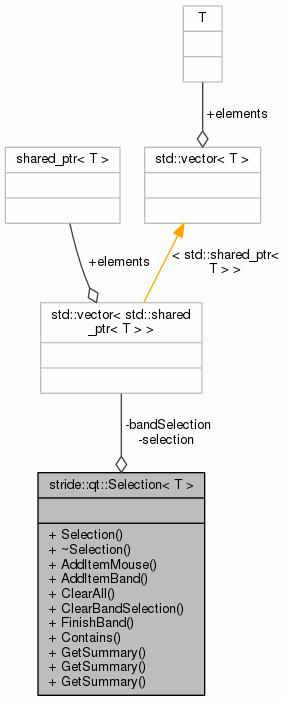 T
+elements
shared_ptr< T >
std::vector< T >
+elements
< std::shared_ptr<
T > >
std::vector< std::shared
_ptr< T > >
-bandSelection
-selection
stride::qt::Selection< T >
+ Selection()
+ ~Selection()
+ AddItemMouse()
+ AddItemBand()
+ ClearAll()
+ ClearBandSelection()
+ FinishBand()
+ Contains()
+ GetSummary()
+ GetSummary()
+ GetSummary()